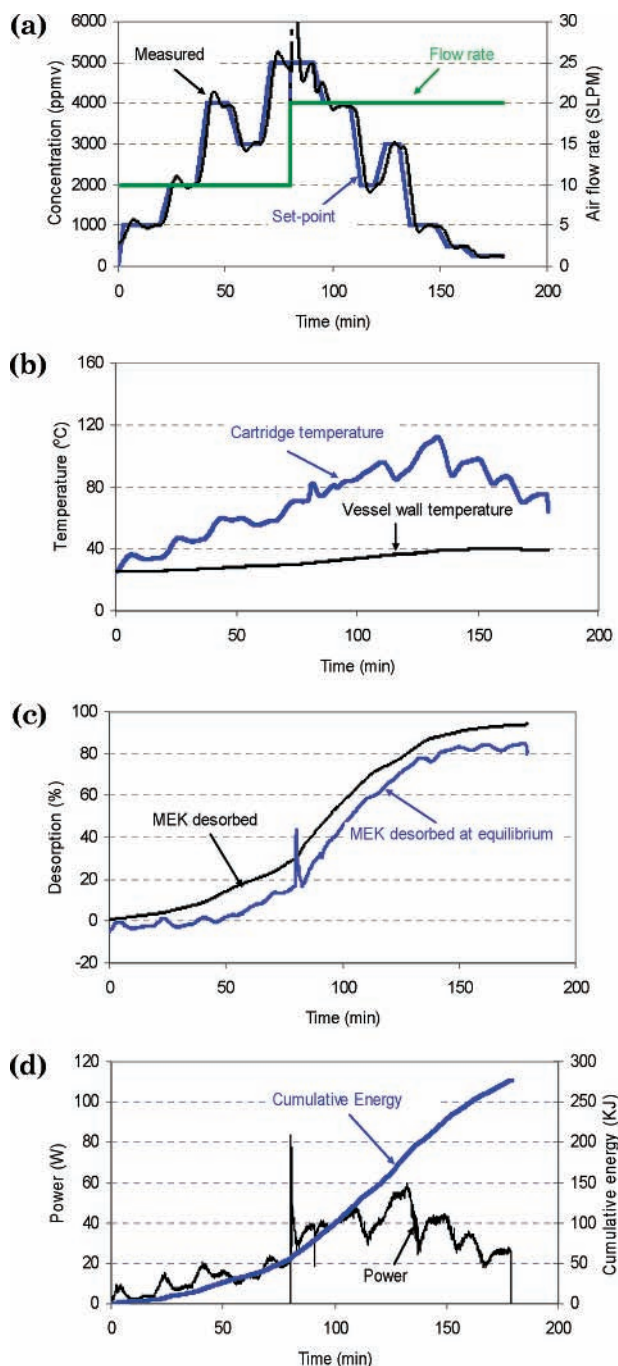 (a)
6000 30
5000 25
4000 20
3000 15
2000 10
1000 5
0 0
0 50 100 150 200
Concentration (ppmv)
Air flow rate (SLPM)
Time (min)
Measured
Flow rate
Set-point
(b)
160
120
80
40
0
0 50 100 150 200
Temperature (ºC)
Time (min)
Cartridge temperature
Vessel wall temperature
(c)
100
80
60
40
20
0
-20
0 50 100 150 200
Desorption (%)
Time (min)
MEK desorbed
MEK desorbed at equilibrium
(d)
120 300
100 250
80 200
60 150
40 100
20 50
0 0
0 50 100 150 200
Power (W)
Cumulative energy (KJ)
Time (min)
Cumulative Energy
Power